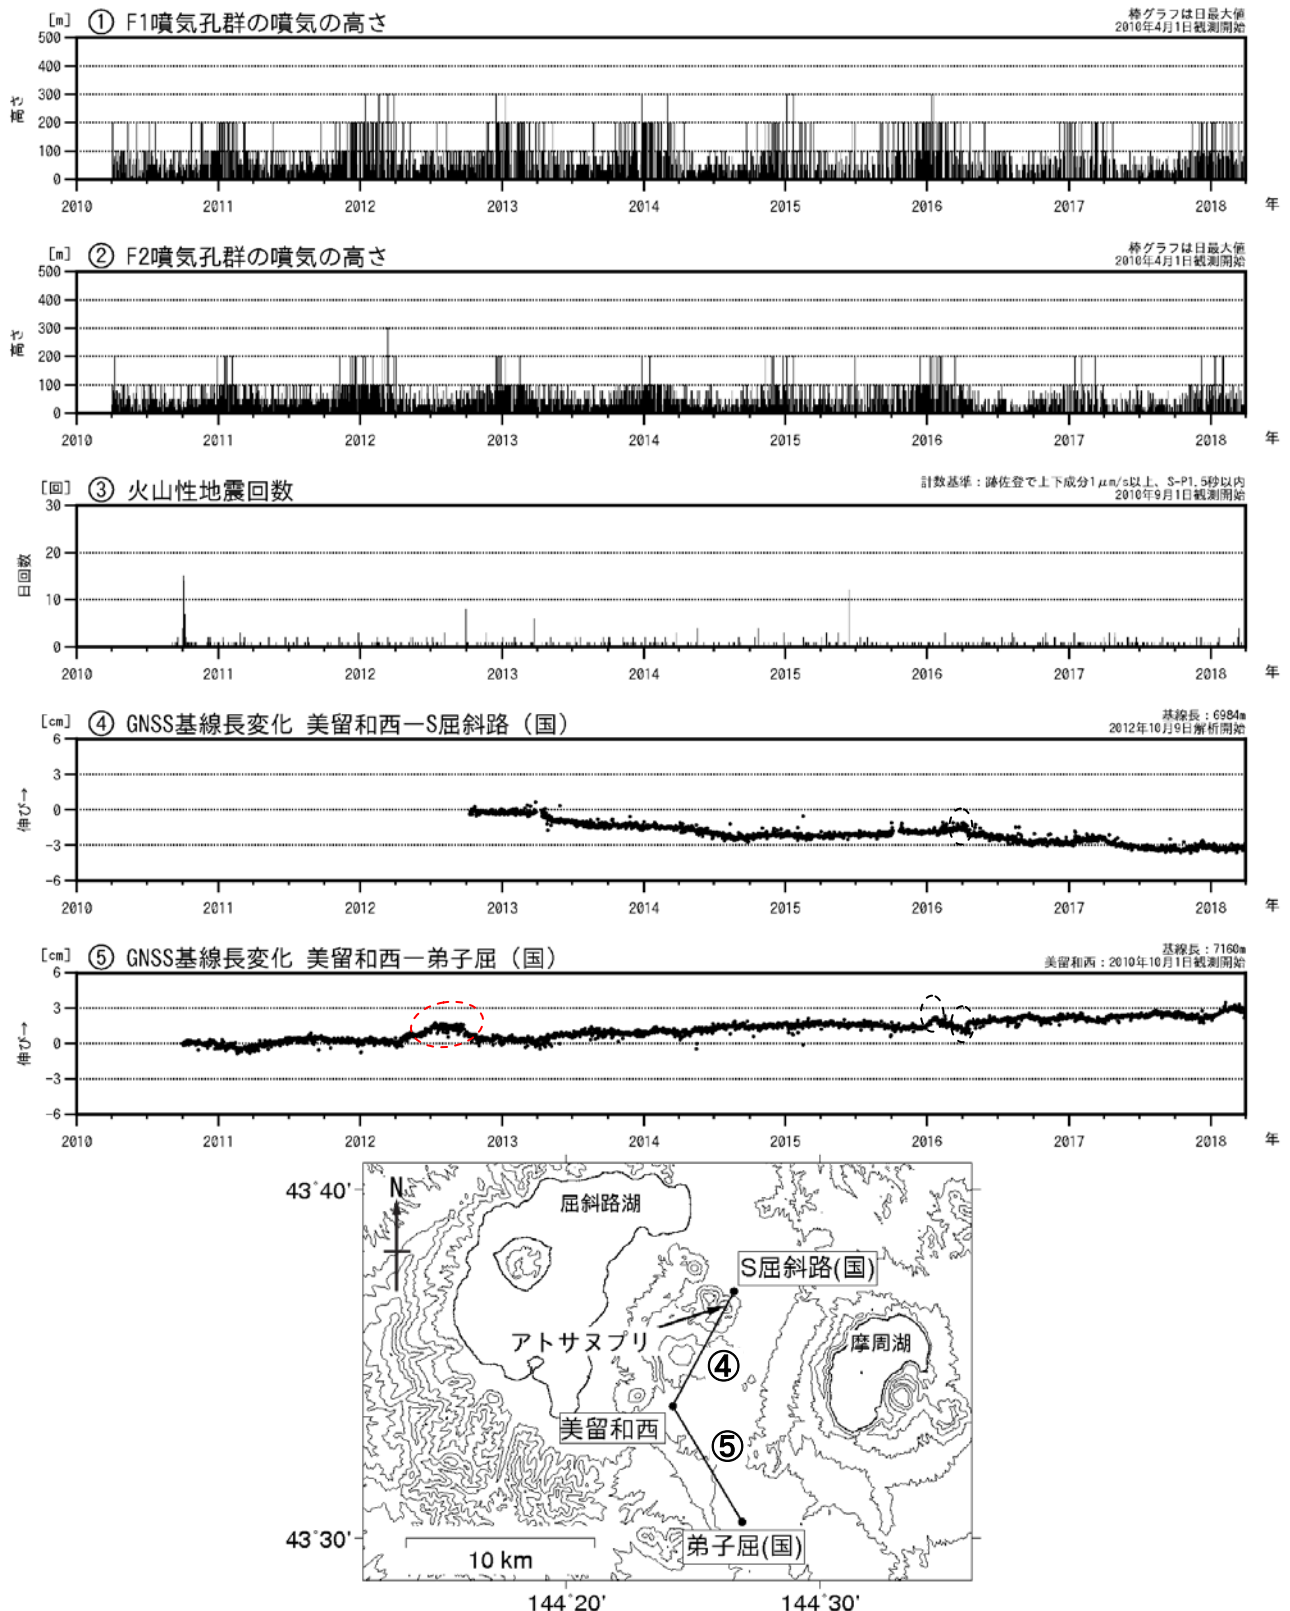 [m] ① F1噴気孔群の噴気の高さ
棒グラフは日最大値
2010年4月1日観測開始
500
400
300
200
100
0
高さ
2010 2011 2012 2013 2014 2015 2016 2017 2018 年
[m] ② F2噴気孔群の噴気の高さ
棒グラフは日最大値
2010年4月1日観測開始
500
400
300
200
100
0
高さ
2010 2011 2012 2013 2014 2015 2016 2017 2018 年
[回] ③ 火山性地震回数
計数基準：跡佐登で上下成分1μm/s以上、S-P1.5秒以内
2010年9月1日観測開始
30
20
10
0
日回数
2010 2011 2012 2013 2014 2015 2016 2017 2018 年
[cm] ④ GNSS基線長変化 美留和西－S屈斜路（国）
基線長：6984m
2012年10月9日解析開始
6
3
0
-3
-6
伸び→
2010 2011 2012 2013 2014 2015 2016 2017 2018 年
[cm] ⑤ GNSS基線長変化 美留和西－弟子屈（国）
基線長：7160m
美留和西：2010年10月1日観測開始
6
3
0
-3
-6
伸び→
2010 2011 2012 2013 2014 2015 2016 2017 2018 年
43°40'
N
屈斜路湖
S屈斜路(国)
アトサヌプリ
摩周湖
④
美留和西
⑤
43°30'
弟子屈(国)
10 km
144°20' 144°30'